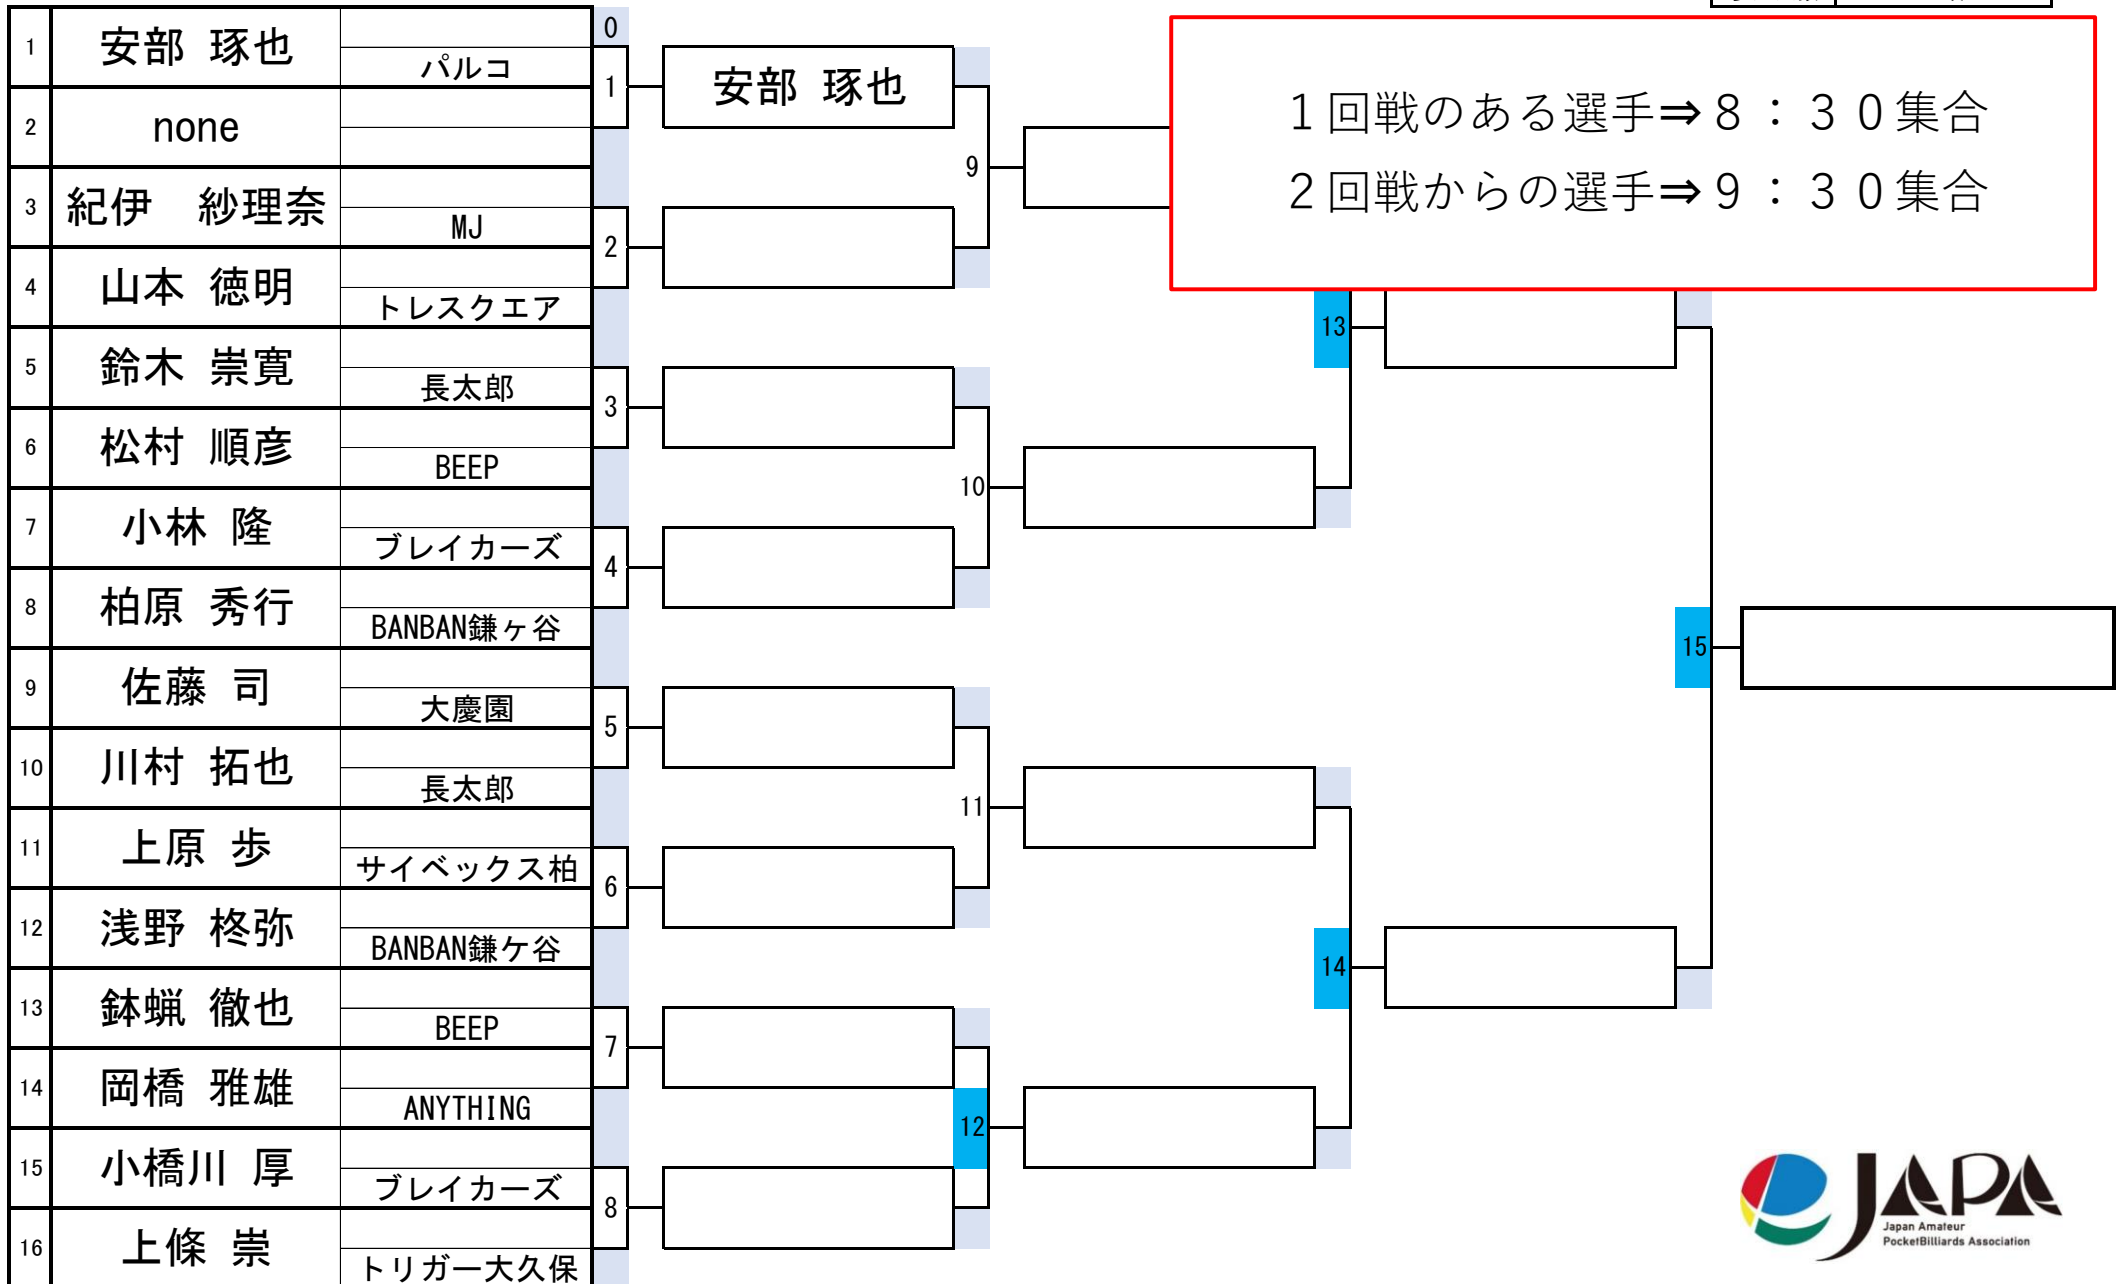 1 安部 琢也 パルコ
2 none
3 紀伊 紗理奈 MJ
4 山本 徳明 トレスクエア
5 鈴木 崇寛 長太郎
6 松村 順彦 BEEP
7 小林 隆 ブレイカーズ
8 柏原 秀行 BANBAN鎌ヶ谷
9 佐藤 司 大慶園
10 川村 拓也 長太郎
11 上原 歩 サイベックス柏
12 浅野 柊弥 BANBAN鎌ケ谷
13 鉢蝋 徹也 BEEP
14 岡橋 雅雄 ANYTHING
15 小橋川 厚 ブレイカーズ
16 上條 崇 トリガー大久保
0
1
2
3
4
5
6
7
8
安部 琢也
9
10
11
12
13
14
15
1回戦のある選手⇒8：30集合
2回戦からの選手⇒9：30集合
JAPA
Japan Amateur
PocketBilliards Association